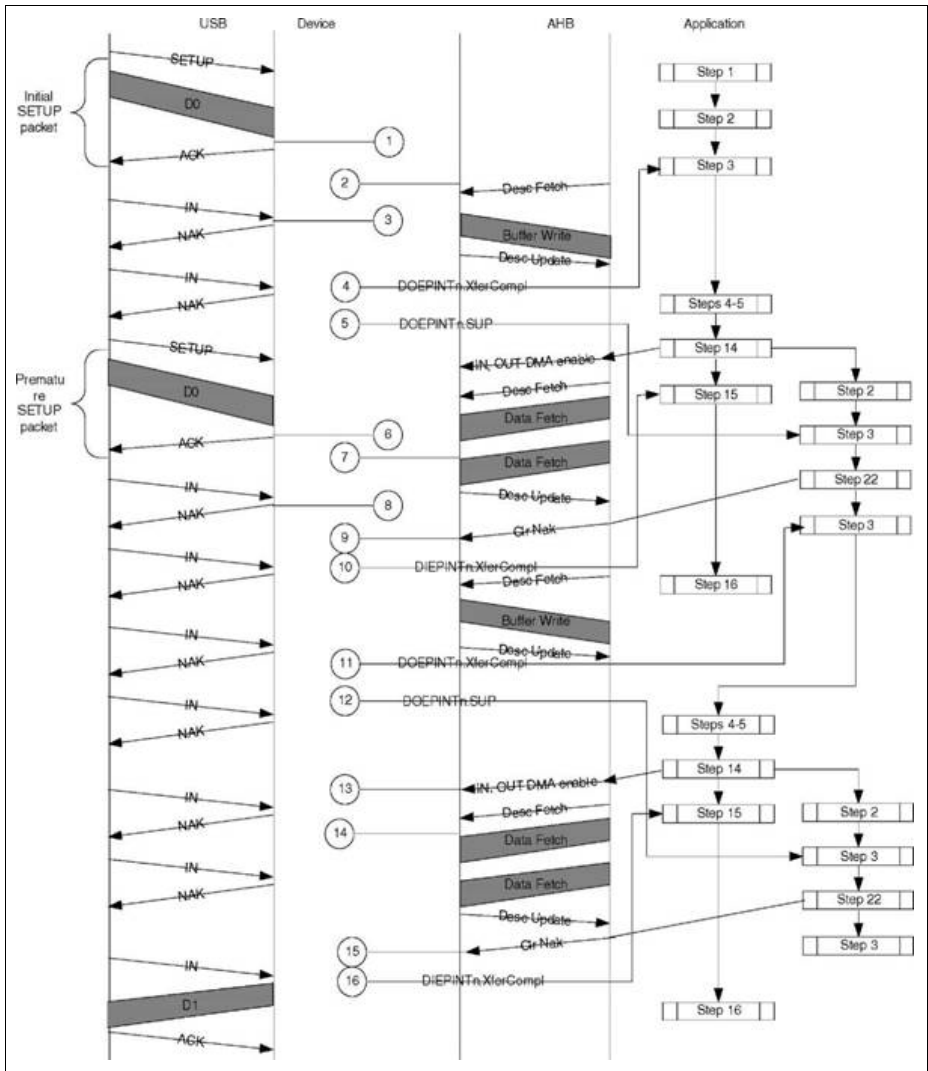 USB Device AHB Application
SETUP
Step 1
Initial
SETUP
packet
D0
Step 2
1
ACK
Step 3
2
Desc Fetch
IN
3
NAK
Buffer Write
Desc Update
IN
4
DOEPINTn.XferCompl
NAK
Steps 4-5
5
DOEPINTn.SUP
SETUP
Step 14
IN, OUT DMA enable
Prematu
re
SETUP
packet
D0
Desc Fetch
Step 15
Step 2
Data Fetch
6
Step 3
ACK
7
Data Fetch
Step 22
IN
Desc Update
8
NAK
Step 3
9
Clr Nak
IN
10
DIEPINTn.XferCompl
NAK
Desc Fetch
Step 16
Buffer Write
IN
Desc Update
11
DOEPINTn.XferCompl
NAK
12
DOEPINTn.SUP
IN
Steps 4-5
NAK
Step 14
13
IN, OUT DMA enable
IN
Desc Fetch
Step 15
Step 2
NAK
14
Data Fetch
Step 3
IN
Data Fetch
NAK
Step 22
Desc Update
15
Clr Nak
Step 3
IN
16
DIEPINTn.XferCompl
D1
Step 16
ACK